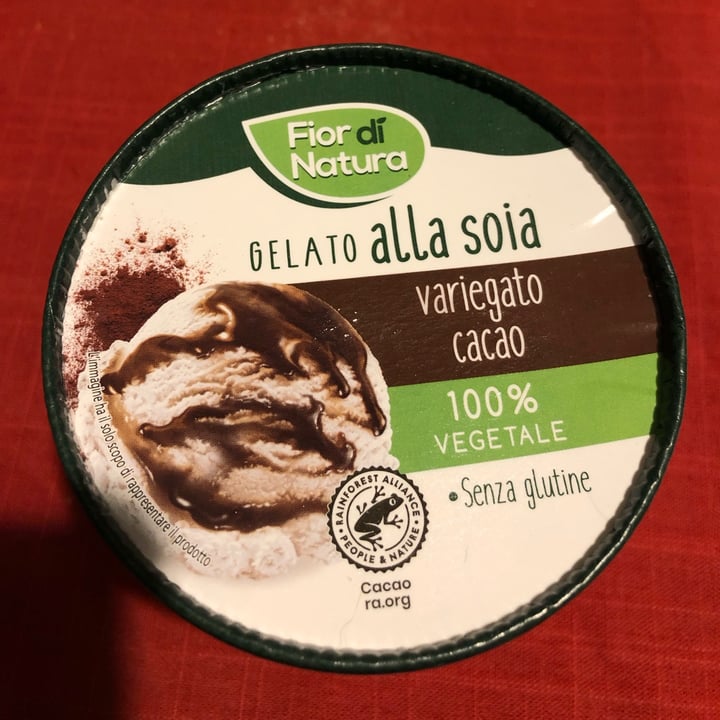 Fior di
Natura
GELATO alla soia
variegato
cacao
100%
VEGETALE
• Senza glutine
L'immagine ha il solo scopo di rappresentare il prodotto
RAINFOREST ALLIANCE
• PEOPLE & NATURE •
Cacao
ra.org